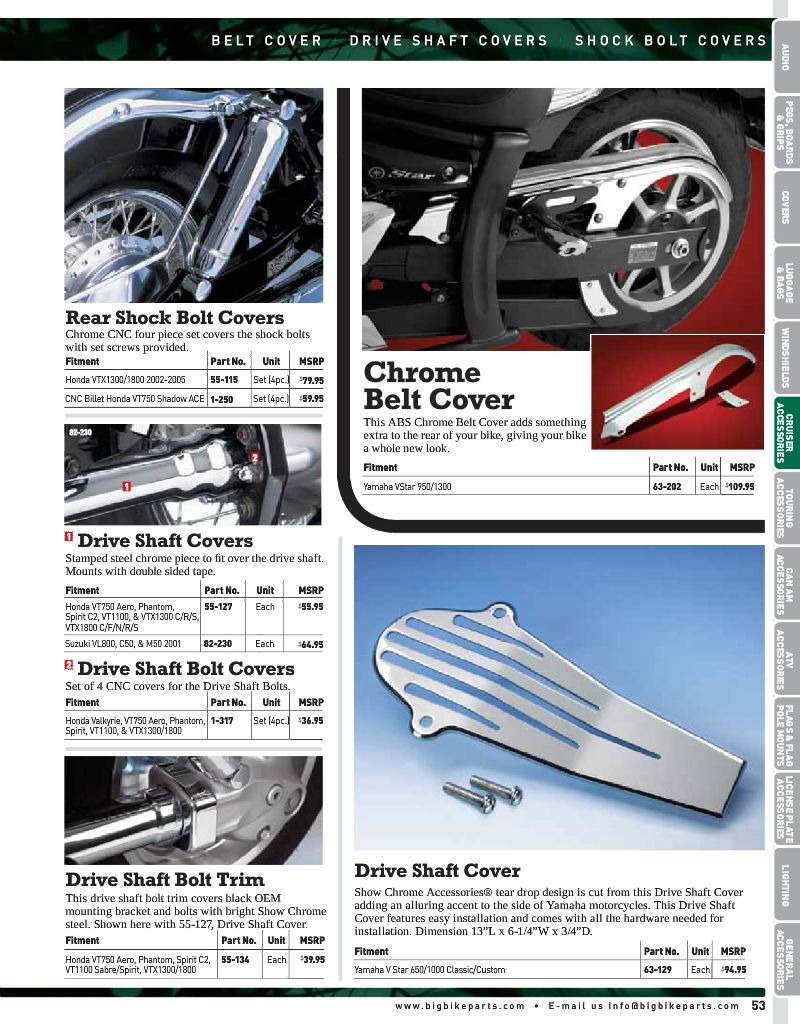 BELT COVER · DRIVE SHAFT COVERS · SHOCK BOLT COVERS
Star
Rear Shock Bolt Covers
Chrome CNC four piece set covers the shock bolts
with set screws provided.
Fitment Part No. Unit MSRP
Honda VTX1300/1800 2002-2005 55-115 Set (4pc.) $79.95
CNC Billet Honda VT750 Shadow ACE 1-250 Set (4pc.) $59.95
82-230
1
2
1 Drive Shaft Covers
Stamped steel chrome piece to fit over the drive shaft.
Mounts with double sided tape.
Fitment Part No. Unit MSRP
Honda VT750 Aero, Phantom, 55-127 Each $55.95
Spirit C2, VT1100, & VTX1300 C/R/S,
VTX1800 C/F/N/R/S
Suzuki VL800, C50, & M50 2001 82-230 Each $64.95
2 Drive Shaft Bolt Covers
Set of 4 CNC covers for the Drive Shaft Bolts.
Fitment Part No. Unit MSRP
Honda Valkyrie, VT750 Aero, Phantom, 1-317 Set (4pc.) $36.95
Spirit, VT1100, & VTX1300/1800
Drive Shaft Bolt Trim
This drive shaft bolt trim covers black OEM
mounting bracket and bolts with bright Show Chrome
steel. Shown here with 55-127, Drive Shaft Cover.
Fitment Part No. Unit MSRP
Honda VT750 Aero, Phantom, Spirit C2, 55-134 Each $39.95
VT1100 Sabre/Spirit, VTX1300/1800
Chrome
Belt Cover
This ABS Chrome Belt Cover adds something
extra to the rear of your bike, giving your bike
a whole new look.
Fitment Part No. Unit MSRP
Yamaha VStar 950/1300 63-202 Each $109.95
Drive Shaft Cover
Show Chrome Accessories® tear drop design is cut from this Drive Shaft Cover
adding an alluring accent to the side of Yamaha motorcycles. This Drive Shaft
Cover features easy installation and comes with all the hardware needed for
installation. Dimension 13”L x 6-1/4”W x 3/4”D.
Fitment Part No. Unit MSRP
Yamaha V Star 650/1000 Classic/Custom 63-129 Each $94.95
AUDIO
PEGS, BOARDS
& GRIPS
COVERS
LUGGAGE
& BAGS
WINDSHIELDS
CRUISER
ACCESSORIES
TOURING
ACCESSORIES
CAN AM
ACCESSORIES
ATV
ACCESSORIES
FLAGS & FLAG
POLE MOUNTS
LICENSE PLATE
ACCESSORIES
LIGHTING
GENERAL
ACCESSORIES
www.bigbikeparts.com • E-mail us info@bigbikeparts.com 53